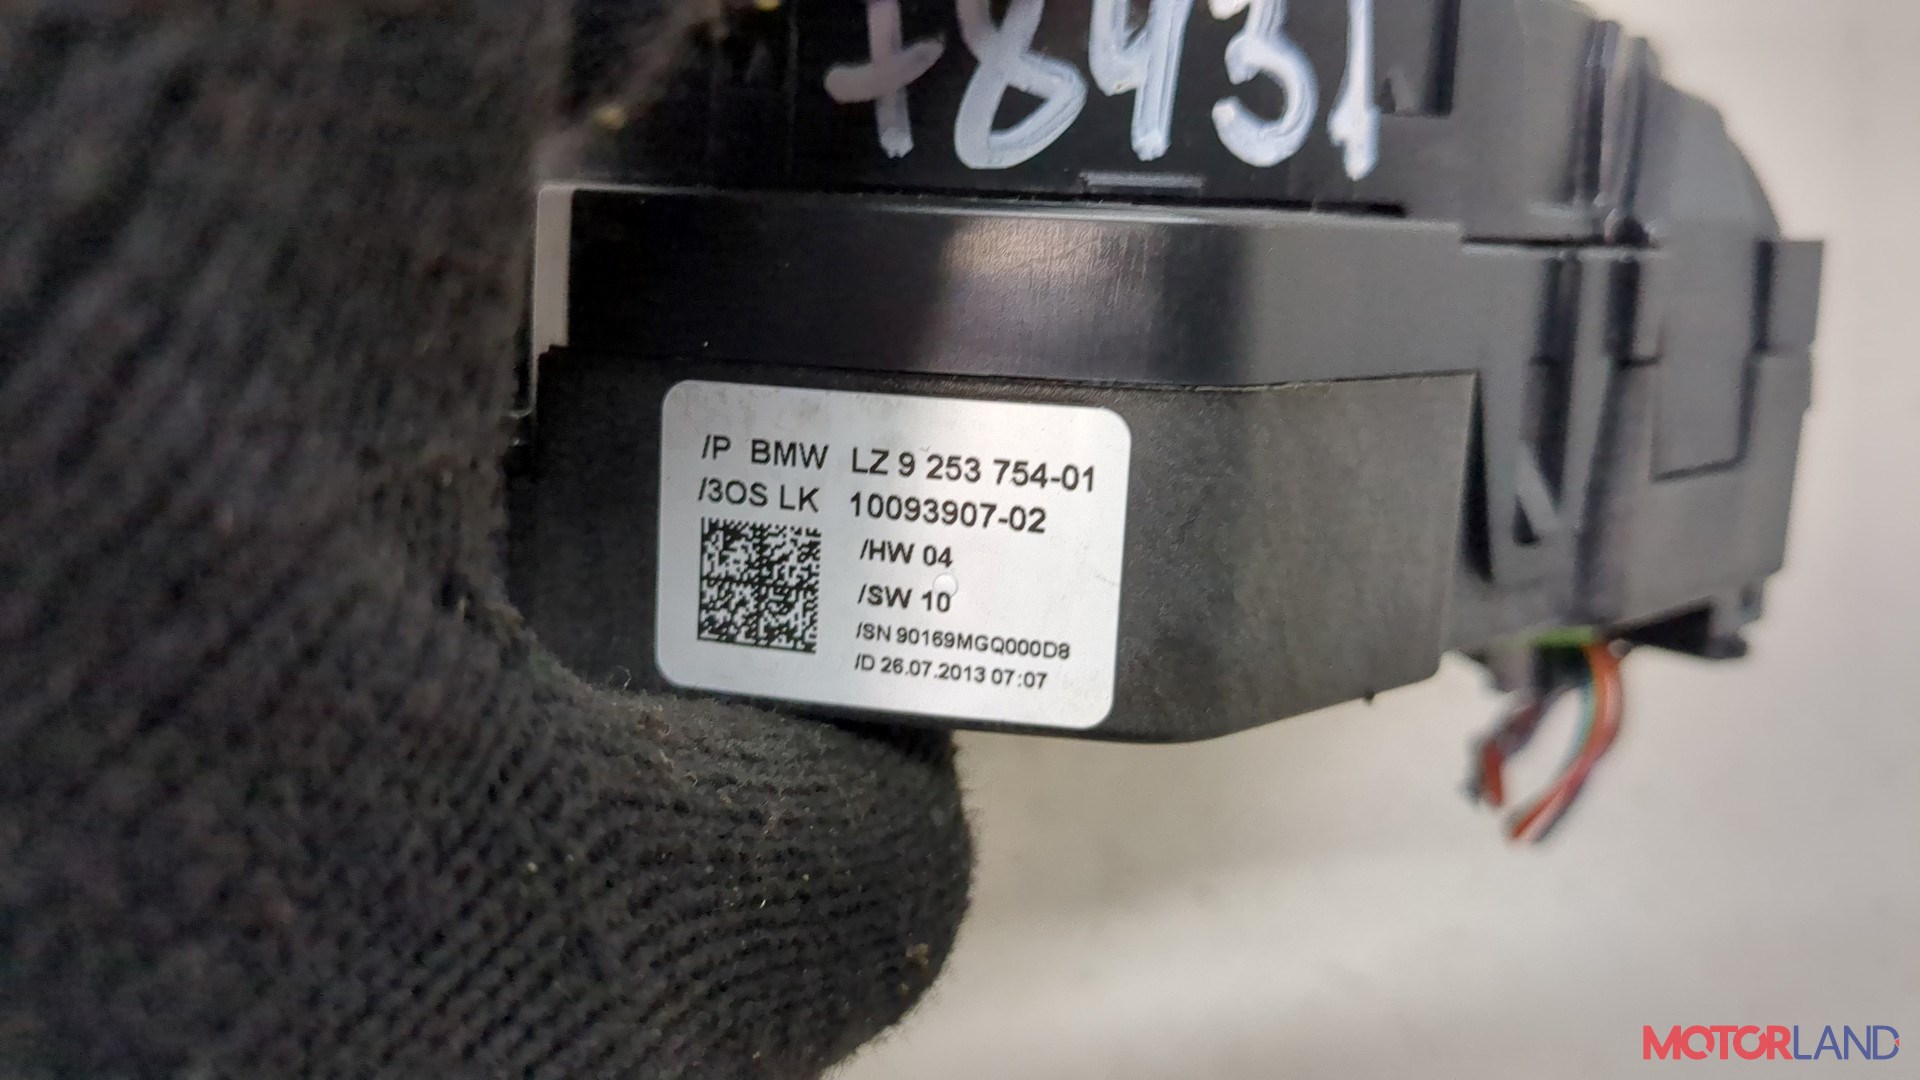 78431
/P BMW LZ 9 253 754-01
/3OS LK 10093907-02
/HW 04
/SW 10
/SN 90169MGQ000D8
/D 26.07.2013 07:07
MOTORLAND